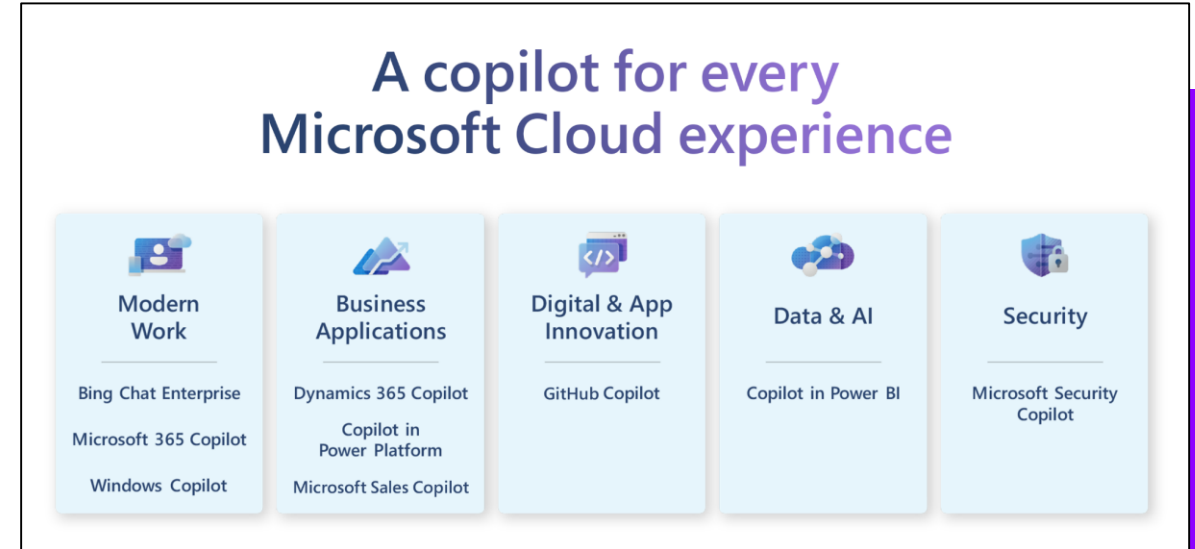 A copilot for every
Microsoft Cloud experience
Modern
Work
Bing Chat Enterprise
Microsoft 365 Copilot
Windows Copilot
Business
Applications
Dynamics 365 Copilot
Copilot in
Power Platform
Microsoft Sales Copilot
</>
Digital & App
Innovation
GitHub Copilot
Data & AI
Copilot in Power BI
Security
Microsoft Security
Copilot